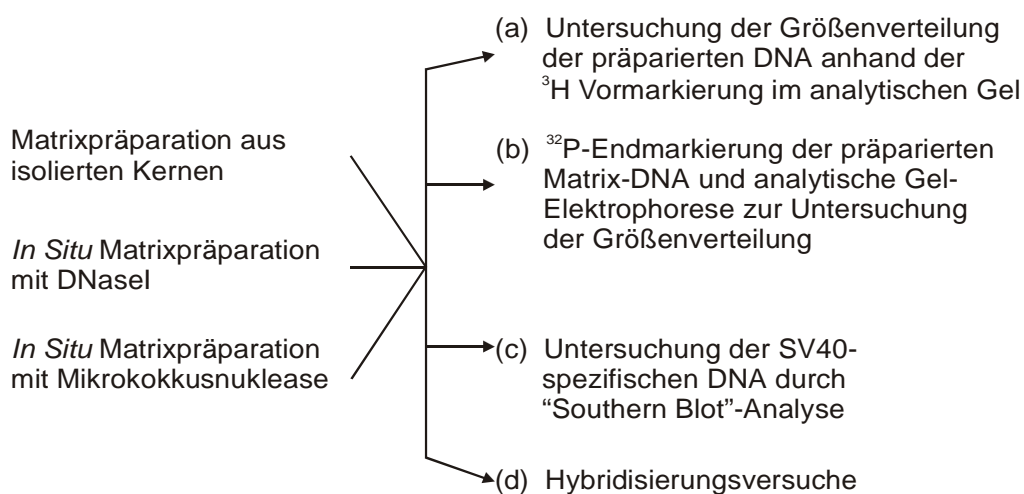 Matrixpräparation aus
isolierten Kernen
In Situ Matrixpräparation
mit DNaseI
In Situ Matrixpräparation
mit Mikrokokkusnuklease
(a) Untersuchung der Größenverteilung
der präparierten DNA anhand der
³H Vormarkierung im analytischen Gel
(b) ³²P-Endmarkierung der präparierten
Matrix-DNA und analytische Gel-
Elektrophorese zur Untersuchung
der Größenverteilung
(c) Untersuchung der SV40-
spezifischen DNA durch
“Southern Blot”-Analyse
(d) Hybridisierungsversuche